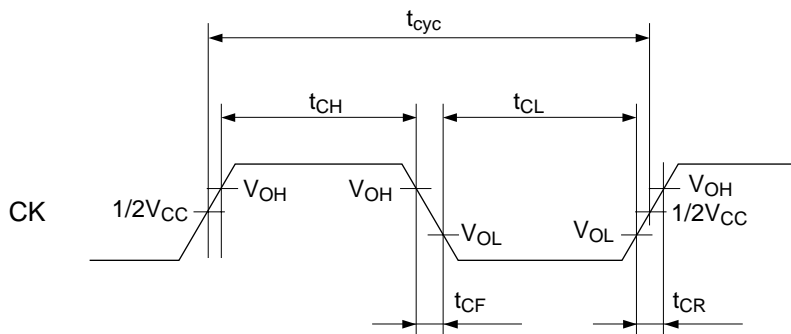 tcyc
tCH
tCL
VOH
VOH
VOH
CK
1/2VCC
1/2VCC
VOL
VOL
tCF
tCR